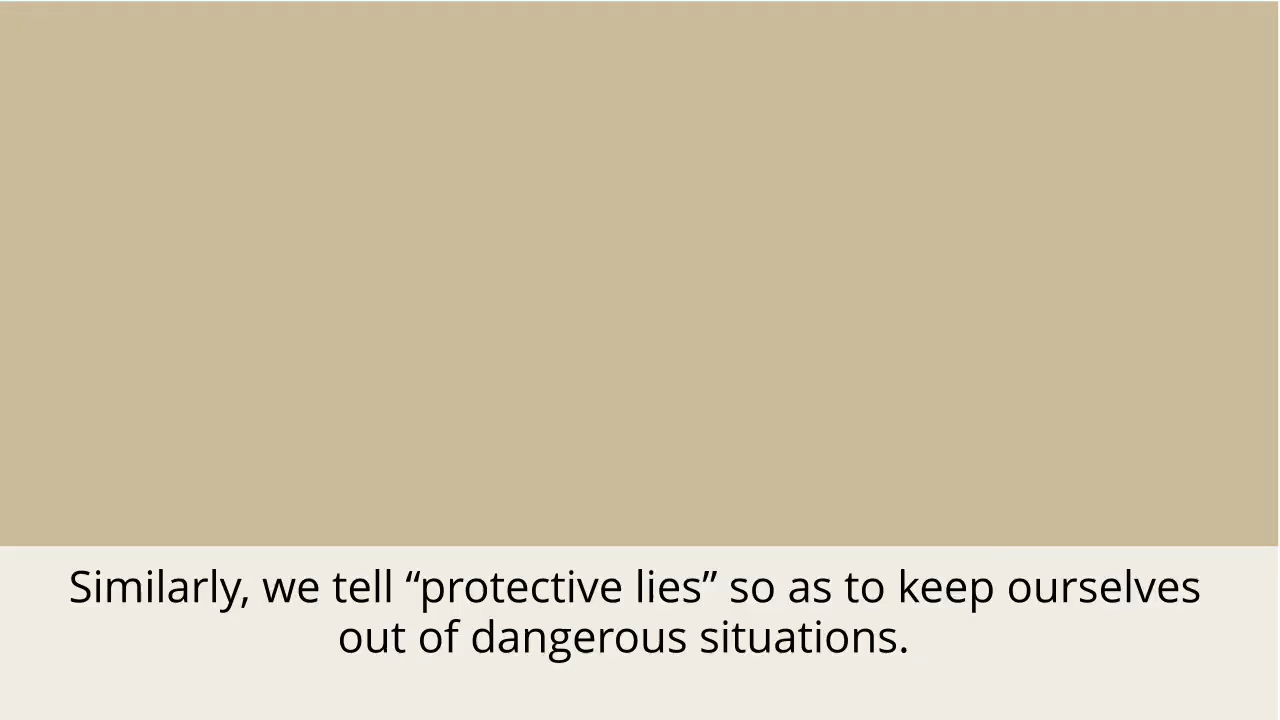 Similarly, we tell “protective lies” so as to keep ourselves
out of dangerous situations.